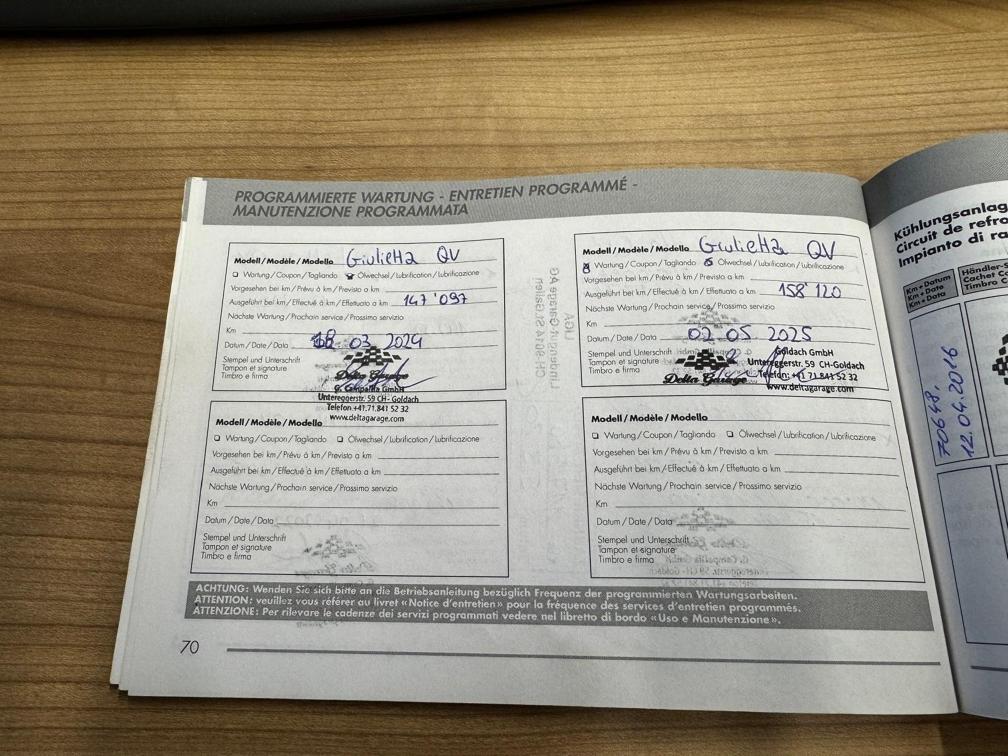 PROGRAMMIERTE WARTUNG - ENTRETIEN PROGRAMMÉ -
MANUTENZIONE PROGRAMMATA
Modell/Modèle/Modello Giulietta QV
Wartung/Coupon/Tagliando Ölwechsel/Lubrification/Lubrificazione
Vorgesehen bei km/Prévu à km/Previsto a km
Ausgeführt bei km/Effectué à km/Effettuato a km 147'097
Nächste Wartung/Prochain service/Prossimo servizio
Km
Datum/Date/Data 18 03 2024
Stempel und Unterschrift
Tampon et signature
Timbro e firma
Delta Garage
G. Campailla GmbH
Untereggerstr. 59 CH-Goldach
Telefon +41.71.841 52 32
www.deltagarage.com
Modell/Modèle/Modello Giulietta QV
Wartung/Coupon/Tagliando Ölwechsel/Lubrification/Lubrificazione
Vorgesehen bei km/Prévu à km/Previsto a km
Ausgeführt bei km/Effectué à km/Effettuato a km 158 120
Nächste Wartung/Prochain service/Prossimo servizio
Km
Datum/Date/Data 02 05 2025
Stempel und Unterschrift
Tampon et signature
Timbro e firma
Delta Garage
Goldach GmbH
Untereggerstr. 59 CH-Goldach
Telefon: +41 71 841 52 32
www.deltagarage.com
Modell/Modèle/Modello
Wartung/Coupon/Tagliando Ölwechsel/Lubrification/Lubrificazione
Vorgesehen bei km/Prévu à km/Previsto a km
Ausgeführt bei km/Effectué à km/Effettuato a km
Nächste Wartung/Prochain service/Prossimo servizio
Km
Datum/Date/Data
Stempel und Unterschrift
Tampon et signature
Timbro e firma
Modell/Modèle/Modello
Wartung/Coupon/Tagliando Ölwechsel/Lubrification/Lubrificazione
Vorgesehen bei km/Prévu à km/Previsto a km
Ausgeführt bei km/Effectué à km/Effettuato a km
Nächste Wartung/Prochain service/Prossimo servizio
Km
Datum/Date/Data
Stempel und Unterschrift
Tampon et signature
Timbro e firma
ACHTUNG: Wenden Sie sich bitte an die Betriebsanleitung bezüglich Frequenz der programmierten Wartungsarbeiten.
ATTENTION: veuillez vous référer au livret «Notice d'entretien» pour la fréquence des services d'entretien programmés.
ATTENZIONE: Per rilevare le cadenze dei servizi programmati vedere nel libretto di bordo «Uso e Manutenzione».
70
Kühlungsanlag
Circuit de refro
Impianto di ra
Km + Datum
Km + Date
Km + Data
Händler-S
Cachet Co
Timbro C
70648.
12.04.2016